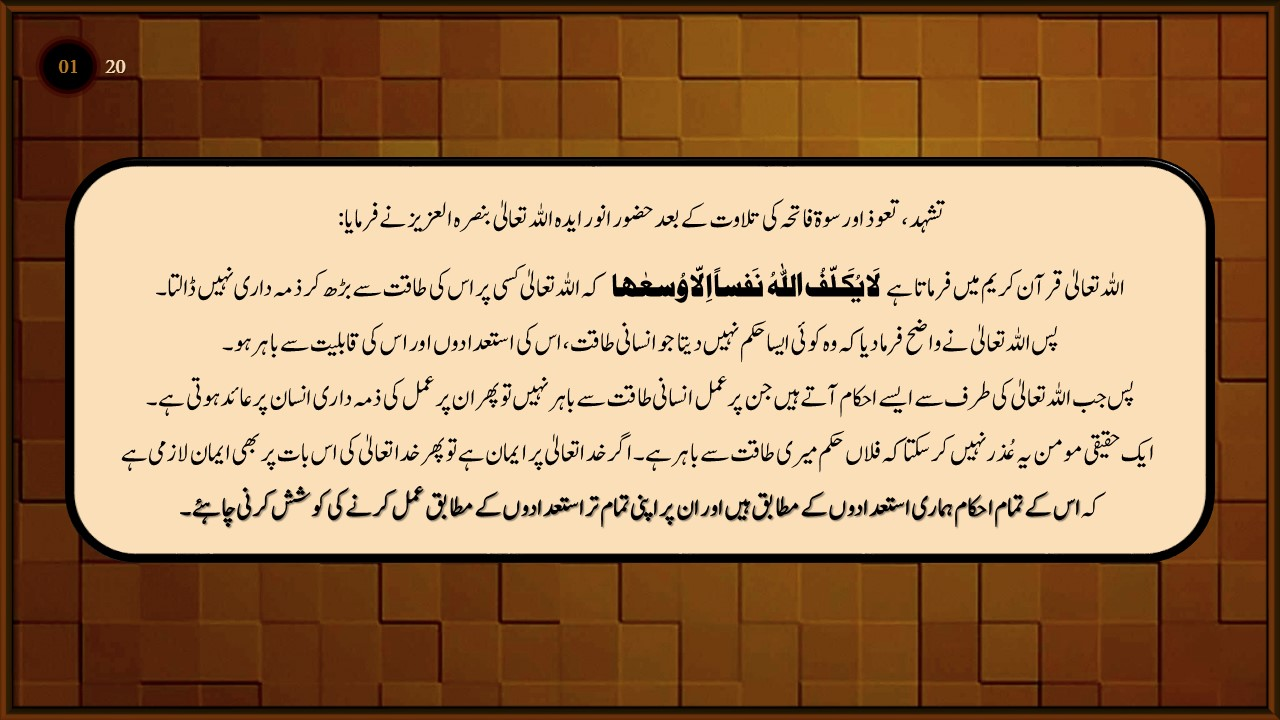 01 20
تشہد، تعوذ اور سوۃ فاتحہ کی تلاوت کے بعد حضور انور ایدہ اللہ تعالیٰ بنصرہ العزیز نے فرمایا:
اللہ تعالیٰ قرآن کریم میں فرماتا ہے لَا یُکَلِّفُ اللّٰہُ نَفساً اِلَّا وُسعٰھا کہ اللہ تعالیٰ کسی پر اس کی طاقت سے بڑھ کر ذمہ داری نہیں ڈالتا۔
پس اللہ تعالیٰ نے واضح فرما دیا کہ وہ کوئی ایسا حکم نہیں دیتا جو انسانی طاقت، اس کی استعدادوں اور اس کی قابلیت سے باہر ہو۔
پس جب اللہ تعالیٰ کی طرف سے ایسے احکام آتے ہیں جن پر عمل انسانی طاقت سے باہر نہیں تو پھر ان پر عمل کی ذمہ داری انسان پر عائد ہوتی ہے۔
ایک حقیقی مومن یہ عُذر نہیں کر سکتا کہ فلاں حکم میری طاقت سے باہر ہے۔ اگر خدا تعالیٰ پر ایمان ہے تو پھر خدا تعالیٰ کی اس بات پر بھی ایمان لازمی ہے
کہ اس کے تمام احکام ہماری استعدادوں کے مطابق ہیں اور ان پر اپنی تمام تر استعدادوں کے مطابق عمل کرنے کی کوشش کرنی چاہئے۔